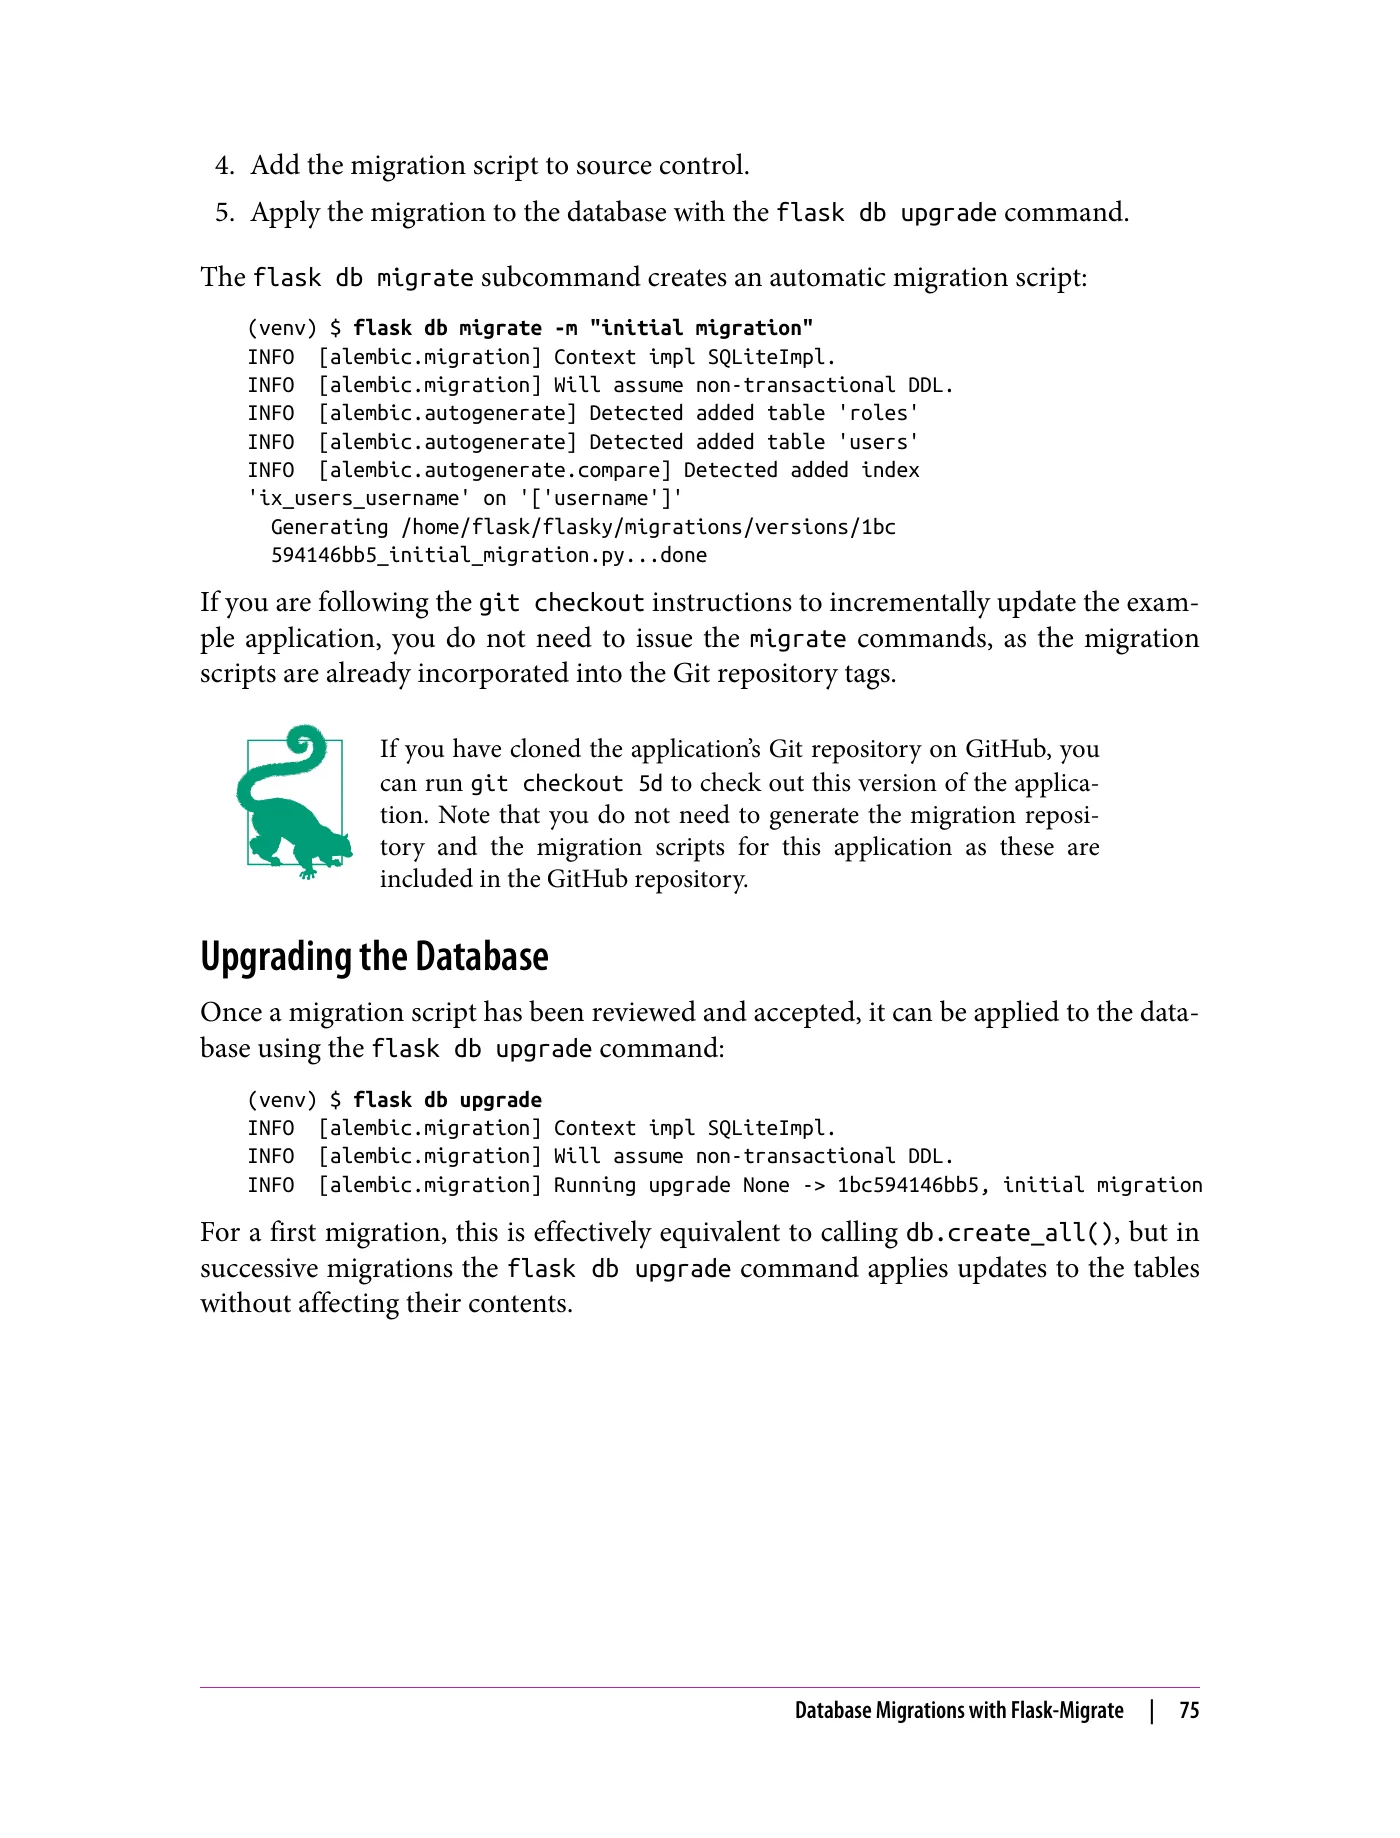 4. Add the migration script to source control.
5. Apply the migration to the database with the flask db upgrade command.
The flask db migrate subcommand creates an automatic migration script:
(venv) $ flask db migrate -m "initial migration"
INFO  [alembic.migration] Context impl SQLiteImpl.
INFO  [alembic.migration] Will assume non-transactional DDL.
INFO  [alembic.autogenerate] Detected added table 'roles'
INFO  [alembic.autogenerate] Detected added table 'users'
INFO  [alembic.autogenerate.compare] Detected added index
'ix_users_username' on '['username']'
  Generating /home/flask/flasky/migrations/versions/1bc
  594146bb5_initial_migration.py...done
If you are following the git checkout instructions to incrementally update the exam-
ple application, you do not need to issue the migrate commands, as the migration
scripts are already incorporated into the Git repository tags.
If you have cloned the application’s Git repository on GitHub, you
can run git checkout 5d to check out this version of the applica-
tion. Note that you do not need to generate the migration reposi-
tory and the migration scripts for this application as these are
included in the GitHub repository.
Upgrading the Database
Once a migration script has been reviewed and accepted, it can be applied to the data-
base using the flask db upgrade command:
(venv) $ flask db upgrade
INFO  [alembic.migration] Context impl SQLiteImpl.
INFO  [alembic.migration] Will assume non-transactional DDL.
INFO  [alembic.migration] Running upgrade None -> 1bc594146bb5, initial migration
For a first migration, this is effectively equivalent to calling db.create_all(), but in
successive migrations the flask db upgrade command applies updates to the tables
without affecting their contents.
Database Migrations with Flask-Migrate | 75